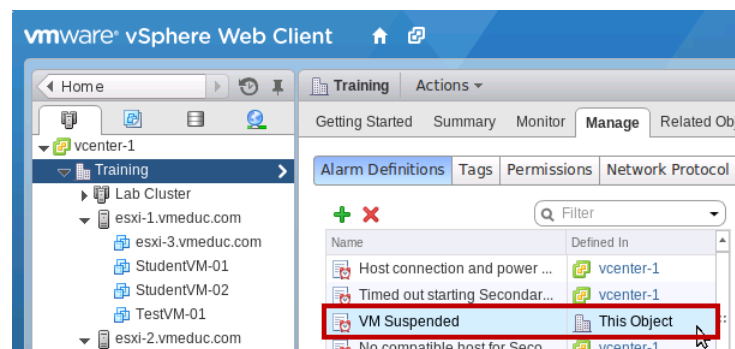 vmware® vSphere Web Client
Home
Training Actions
Getting Started Summary Monitor Manage Related Ob
vcenter-1
Training
Alarm Definitions Tags Permissions Network Protocol
Lab Cluster
esxi-1.vmeduc.com
Filter
esxi-3.vmeduc.com
Name Defined In
StudentVM-01
Host connection and power ... vcenter-1
StudentVM-02
Timed out starting Secondar... vcenter-1
TestVM-01
VM Suspended This Object
esxi-2.vmeduc.com
No compatible host for Seco... vcenter-1